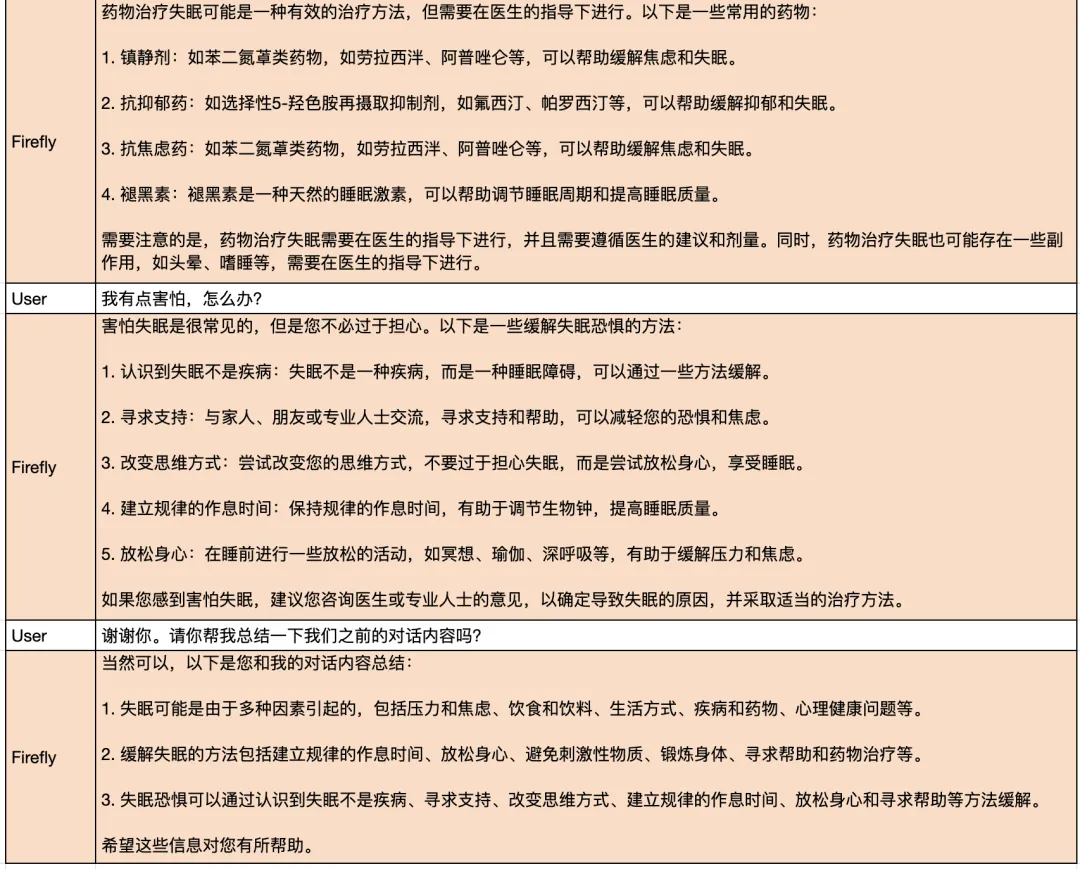 药物治疗失眠可能是一种有效的治疗方法，但需要在医生的指导下进行。以下是一些常用的药物：
1. 镇静剂：如苯二氮䓬类药物，如劳拉西泮、阿普唑仑等，可以帮助缓解焦虑和失眠。
2. 抗抑郁药：如选择性5-羟色胺再摄取抑制剂，如氟西汀、帕罗西汀等，可以帮助缓解抑郁和失眠。
Firefly
3. 抗焦虑药：如苯二氮䓬类药物，如劳拉西泮、阿普唑仑等，可以帮助缓解焦虑和失眠。
4. 褪黑素：褪黑素是一种天然的睡眠激素，可以帮助调节睡眠周期和提高睡眠质量。
需要注意的是，药物治疗失眠需要在医生的指导下进行，并且需要遵循医生的建议和剂量。同时，药物治疗失眠也可能存在一些副
作用，如头晕、嗜睡等，需要在医生的指导下进行。
User
我有点害怕，怎么办？
害怕失眠是很常见的，但是您不必过于担心。以下是一些缓解失眠恐惧的方法：
1. 认识到失眠不是疾病：失眠不是一种疾病，而是一种睡眠障碍，可以通过一些方法缓解。
2. 寻求支持：与家人、朋友或专业人士交流，寻求支持和帮助，可以减轻您的恐惧和焦虑。
Firefly
3. 改变思维方式：尝试改变您的思维方式，不要过于担心失眠，而是尝试放松身心，享受睡眠。
4. 建立规律的作息时间：保持规律的作息时间，有助于调节生物钟，提高睡眠质量。
5. 放松身心：在睡前进行一些放松的活动，如冥想、瑜伽、深呼吸等，有助于缓解压力和焦虑。
如果您感到害怕失眠，建议您咨询医生或专业人士的意见，以确定导致失眠的原因，并采取适当的治疗方法。
User
谢谢你。请你帮我总结一下我们之前的对话内容吗？
当然可以，以下是您和我的对话内容总结：
1. 失眠可能是由于多种因素引起的，包括压力和焦虑、饮食和饮料、生活方式、疾病和药物、心理健康问题等。
Firefly
2. 缓解失眠的方法包括建立规律的作息时间、放松身心、避免刺激性物质、锻炼身体、寻求帮助和药物治疗等。
3. 失眠恐惧可以通过认识到失眠不是疾病、寻求支持、改变思维方式、建立规律的作息时间、放松身心和寻求帮助等方法缓解。
希望这些信息对您有所帮助。